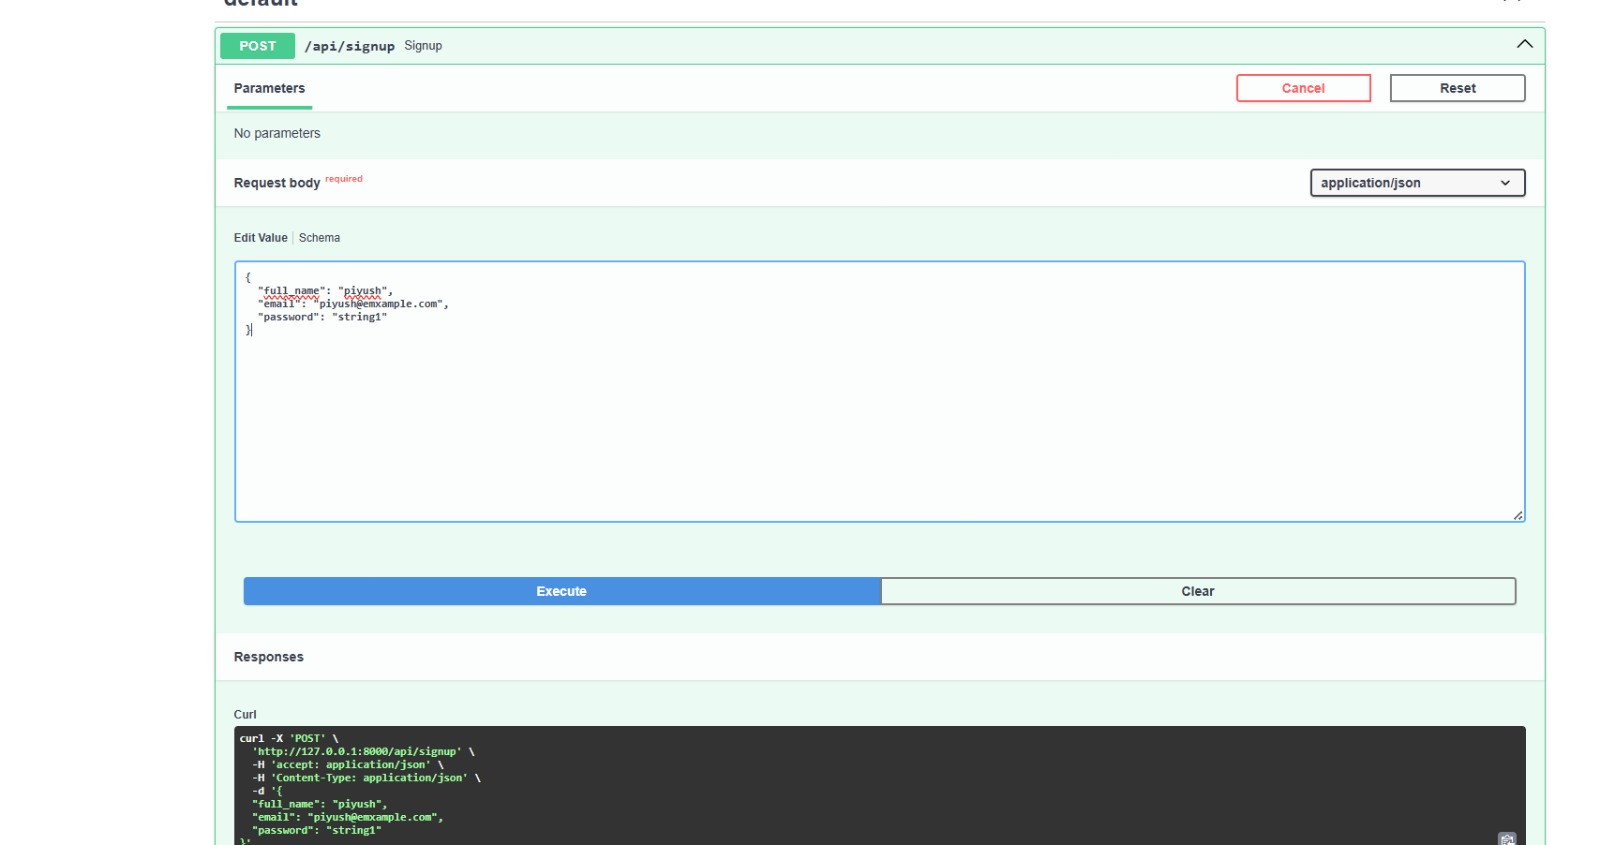 default
POST /api/signup Signup
Parameters
Cancel
Reset
No parameters
Request body required
application/json
Edit Value | Schema
{
  "full_name": "piyush",
  "email": "piyush@emxample.com",
  "password": "string1"
}
Execute
Clear
Responses
Curl
curl -X 'POST' \
  'http://127.0.0.1:8000/api/signup' \
  -H 'accept: application/json' \
  -H 'Content-Type: application/json' \
  -d '{
  "full_name": "piyush",
  "email": "piyush@emxample.com",
  "password": "string1"
}'